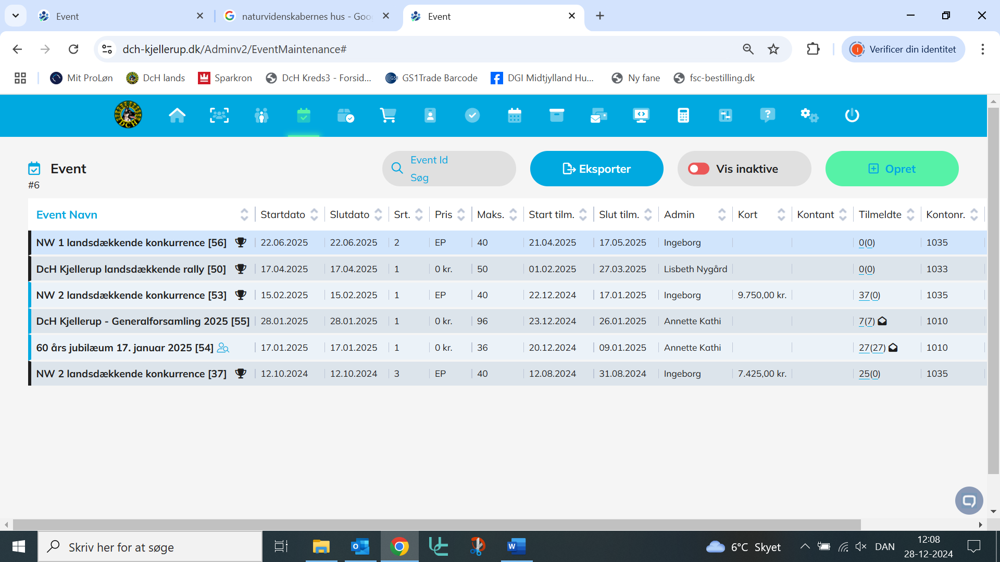 Event
naturvidenskabernes hus - Goo
Event
dch-kjellerup.dk/Adminv2/EventMaintenance#
Verificer din identitet
Mit ProLøn
DcH lands
Sparkron
DcH Kreds3 - Forsid...
GS1Trade Barcode
DGI Midtjylland Hu...
Ny fane
fsc-bestilling.dk
Event
#6
Event Id
Søg
Eksporter
Vis inaktive
Opret
Event Navn Startdato Slutdato Srt. Pris Maks. Start tilm. Slut tilm. Admin Kort Kontant Tilmeldte Kontonr.
NW 1 landsdækkende konkurrence [56] 22.06.2025 22.06.2025 2 EP 40 21.04.2025 17.05.2025 Ingeborg 0(0) 1035
DcH Kjellerup landsdækkende rally [50] 17.04.2025 17.04.2025 1 0 kr. 50 01.02.2025 27.03.2025 Lisbeth Nygård 0(0) 1033
NW 2 landsdækkende konkurrence [53] 15.02.2025 15.02.2025 1 EP 40 22.12.2024 17.01.2025 Ingeborg 9.750,00 kr. 37(0) 1035
DcH Kjellerup - Generalforsamling 2025 [55] 28.01.2025 28.01.2025 1 0 kr. 96 23.12.2024 26.01.2025 Annette Kathi 7(7) 1010
60 års jubilæum 17. januar 2025 [54] 17.01.2025 17.01.2025 1 0 kr. 36 20.12.2024 09.01.2025 Annette Kathi 27(27) 1010
NW 2 landsdækkende konkurrence [37] 12.10.2024 12.10.2024 3 EP 40 12.08.2024 31.08.2024 Ingeborg 7.425,00 kr. 25(0) 1035
Skriv her for at søge
6°C Skyet
DAN
12:08
28-12-2024